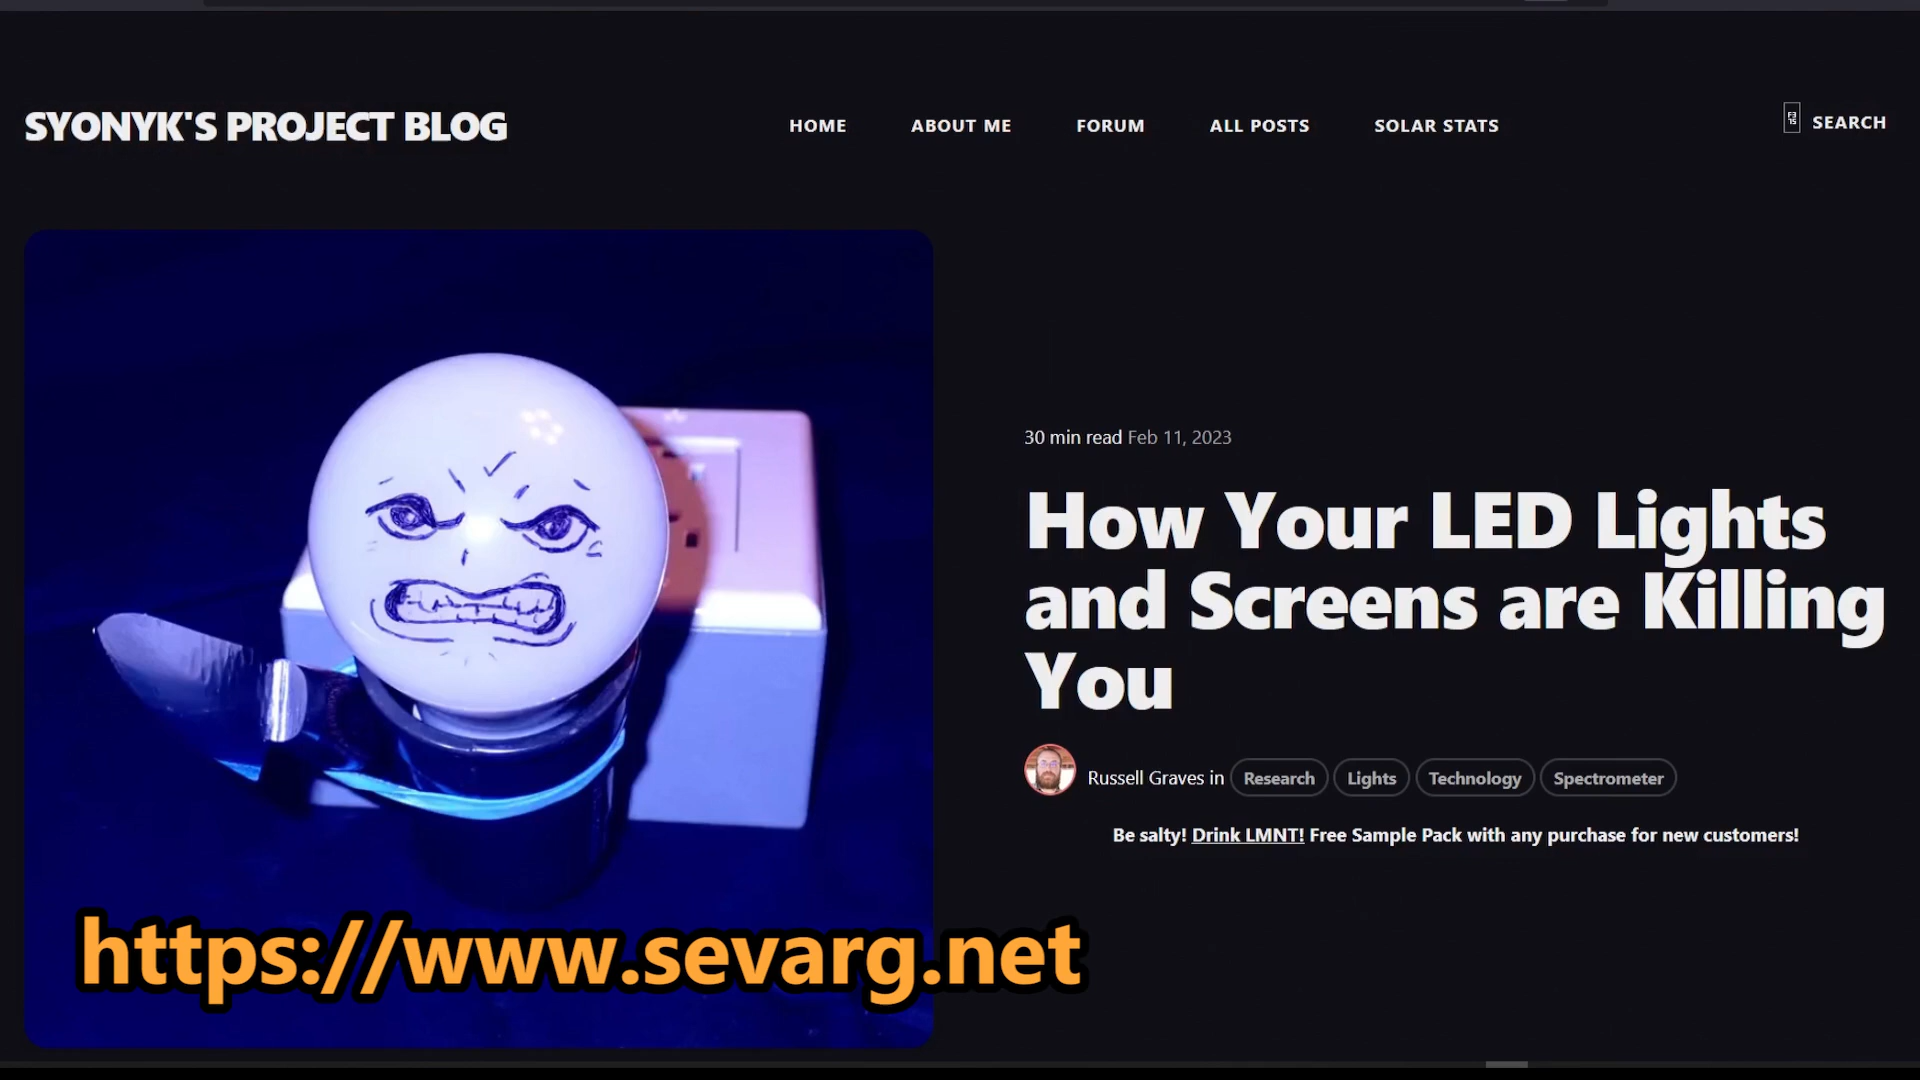 SYONYK'S PROJECT BLOG
HOME
ABOUT ME
FORUM
ALL POSTS
SOLAR STATS
SEARCH
30 min read Feb 11, 2023
How Your LED Lights
and Screens are Killing
You
Russell Graves in Research Lights Technology Spectrometer
Be salty! Drink LMNT! Free Sample Pack with any purchase for new customers!
https://www.sevarg.net